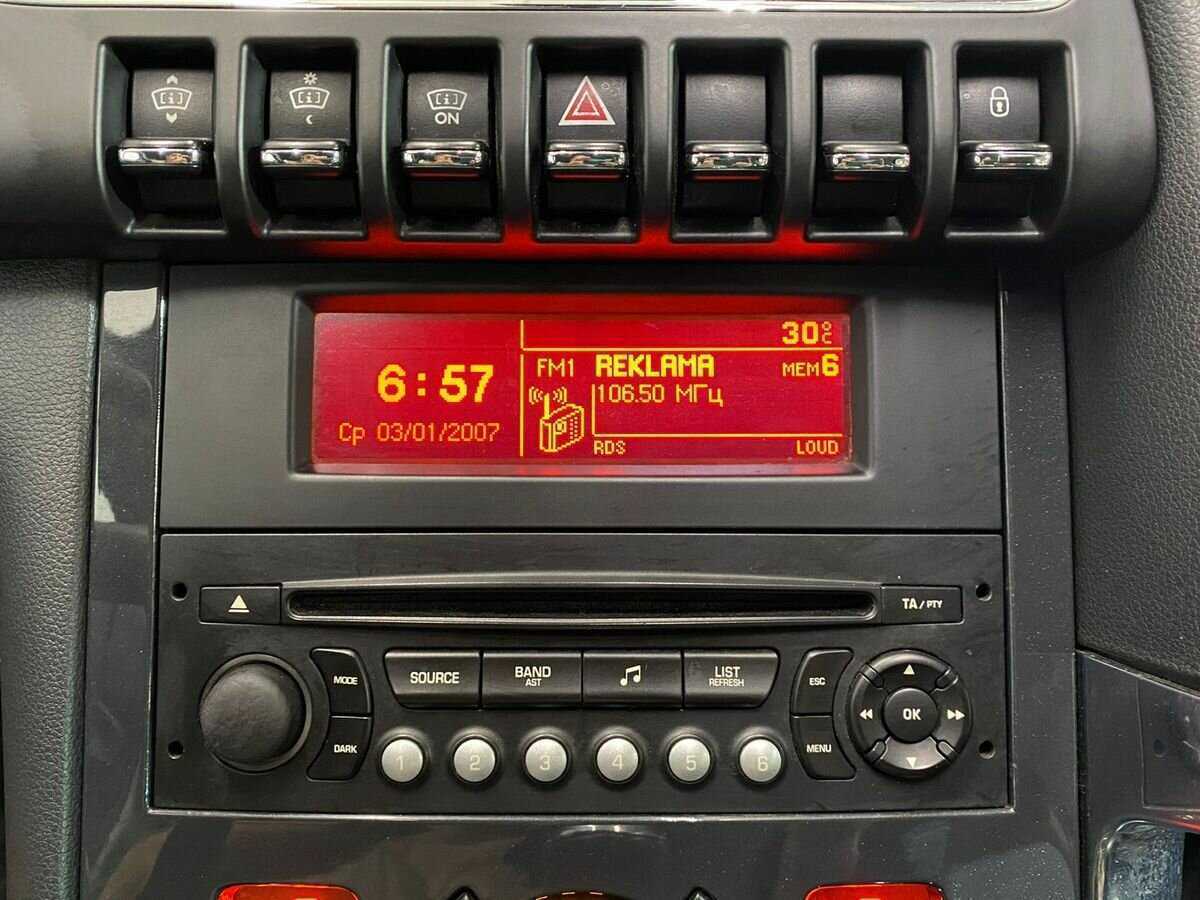 [i] [i] [i]
ON
30°C
6:57
FM1 REKLAMA MEM6
106.50 МГц
Ср 03/01/2007
RDS LOUD
TA/PTY
MODE SOURCE BAND LIST ESC
AST REFRESH
OK
DARK MENU
1 2 3 4 5 6